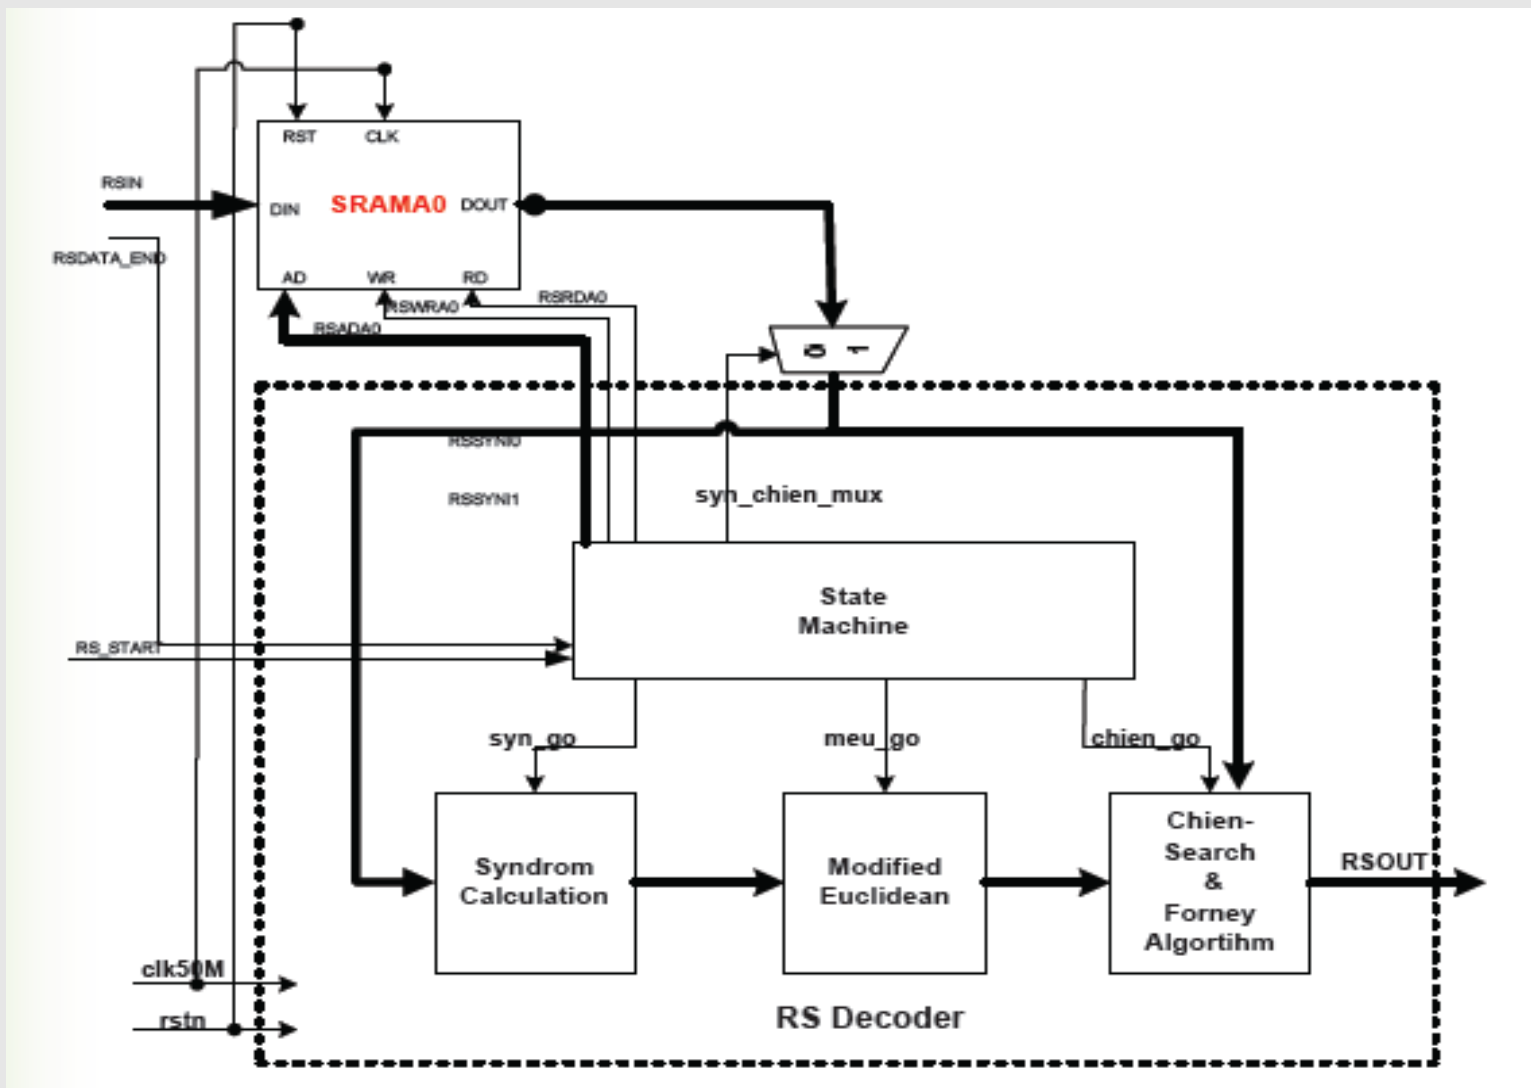 RST CLK
RSIN
DIN SRAMA0 DOUT
RSDATA_END
AD WR RD
RSWRA0 RSRDA0
RSADA0
0 1
RSSYNI0
RSSYNI1 syn_chien_mux
State
Machine
RS_START
syn_go meu_go chien_go
Syndrom
Calculation
Modified
Euclidean
Chien-
Search
&
Forney
Algortihm
RSOUT
clk50M
rstn
RS Decoder